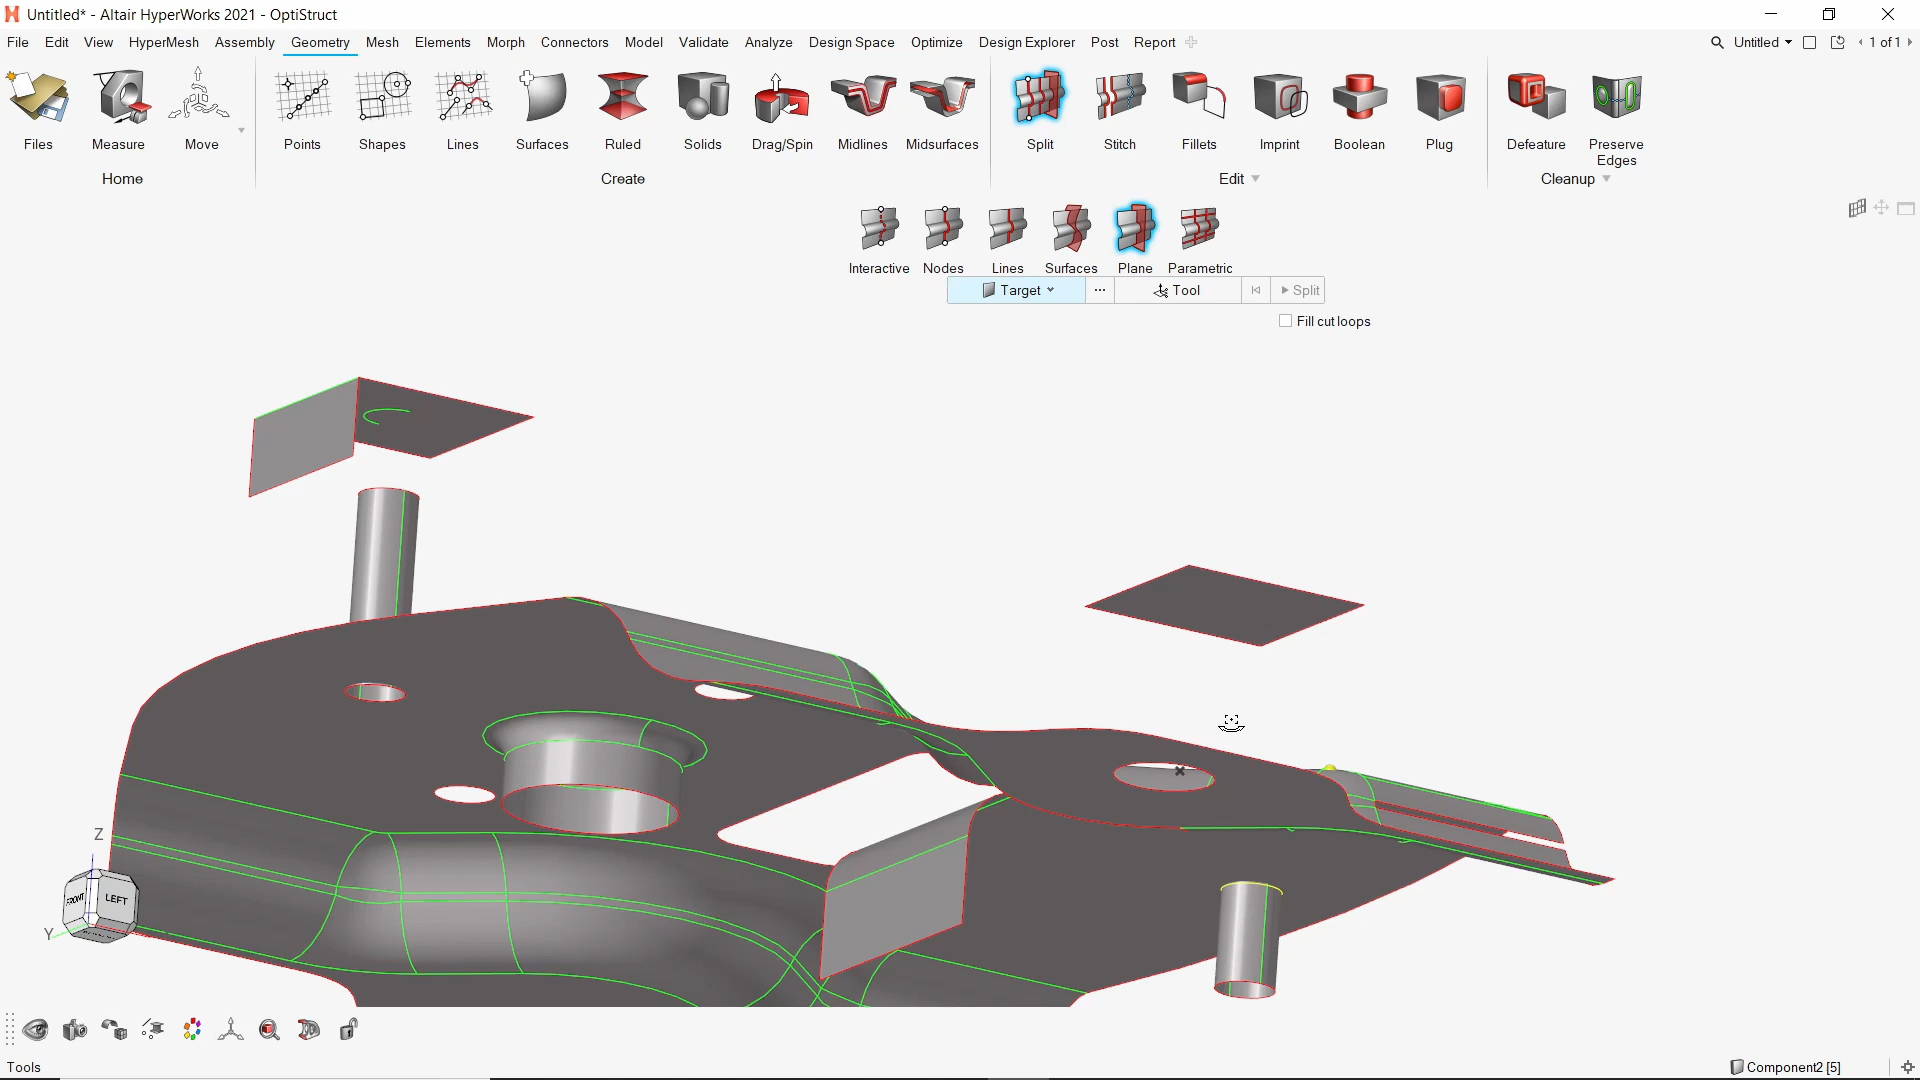 Untitled* - Altair HyperWorks 2021 - OptiStruct
File Edit View HyperMesh Assembly Geometry Mesh Elements Morph Connectors Model Validate Analyze Design Space Optimize Design Explorer Post Report
Untitled 1 of 1
Files Measure Move Points Shapes Lines Surfaces Ruled Solids Drag/Spin Midlines Midsurfaces Split Stitch Fillets Imprint Boolean Plug Defeature Preserve Edges
Home Create Edit Cleanup
Interactive Nodes Lines Surfaces Plane Parametric
Target ... Tool Split
Fill cut loops
Z
FRONT LEFT
Y
Tools Component2 [5]